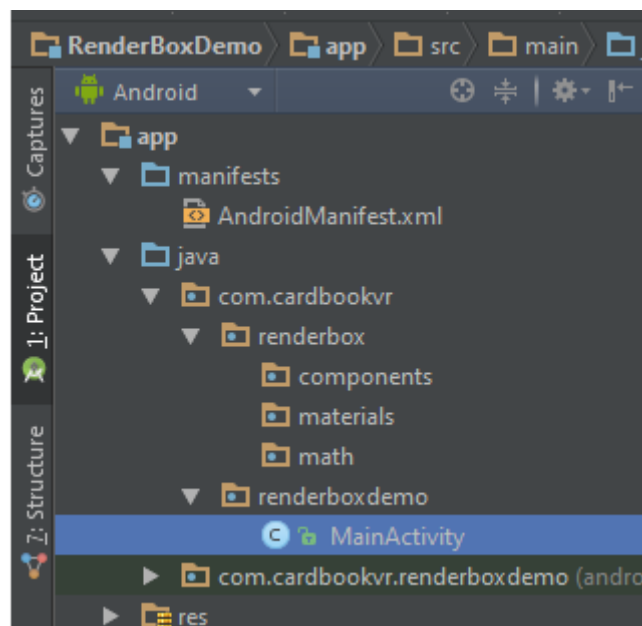 RenderBoxDemo app src main
Android
app
manifests
AndroidManifest.xml
java
com.cardbookvr
renderbox
components
materials
math
renderboxdemo
MainActivity
com.cardbookvr.renderboxdemo (andro
res
Captures
1: Project
7: Structure